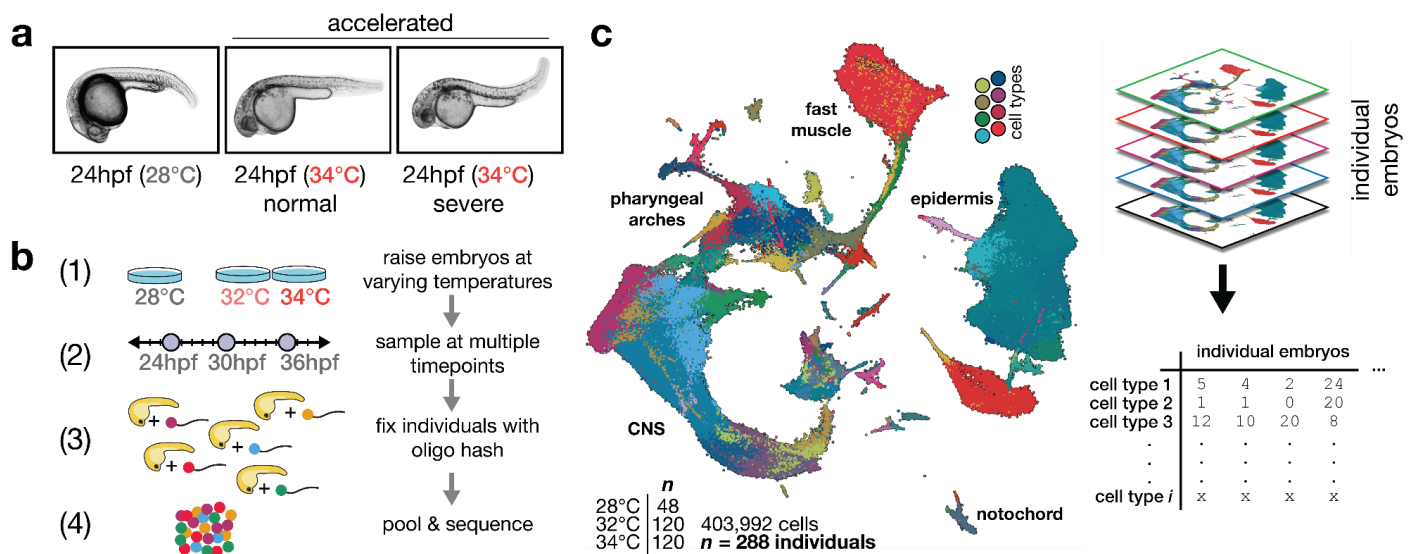 a
accelerated
24hpf (28°C)
24hpf (34°C)
normal
24hpf (34°C)
severe
b
(1)
28°C
32°C
34°C
raise embryos at
varying temperatures
(2)
24hpf
30hpf
36hpf
sample at multiple
timepoints
(3)
+
+
+
+
+
fix individuals with
oligo hash
(4)
pool & sequence
c
fast
muscle
cell types
pharyngeal
arches
epidermis
CNS
notochord
n
28°C 48
32°C 120 403,992 cells
34°C 120 n = 288 individuals
individual
embryos
individual embryos
...
cell type 1 5 4 2 24
cell type 2 1 1 0 20
cell type 3 12 10 20 8
. . . . .
. . . . .
. . . . .
cell type i x x x x